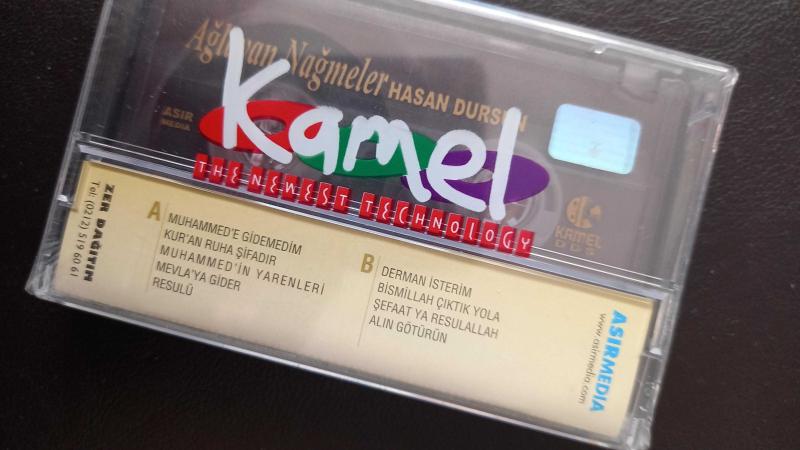 Ağlayan Nağmeler HASAN DURSUN
ASIR
MEDIA
Kamel
THE NEWEST TECHNOLOGY
KAMEL
DDS
ZER DAĞITIM
Tel: (0212) 519 60 61
A
MUHAMMED'E GİDEMEDİM
KUR'AN RUHA ŞİFADIR
MUHAMMED'İN YARENLERİ
MEVLA'YA GİDER
RESULÜ
B
DERMAN İSTERİM
BİSMİLLAH ÇIKTIK YOLA
ŞEFAAT YA RESULALLAH
ALIN GÖTÜRÜN
ASIRMEDIA
www.asirmedia.com